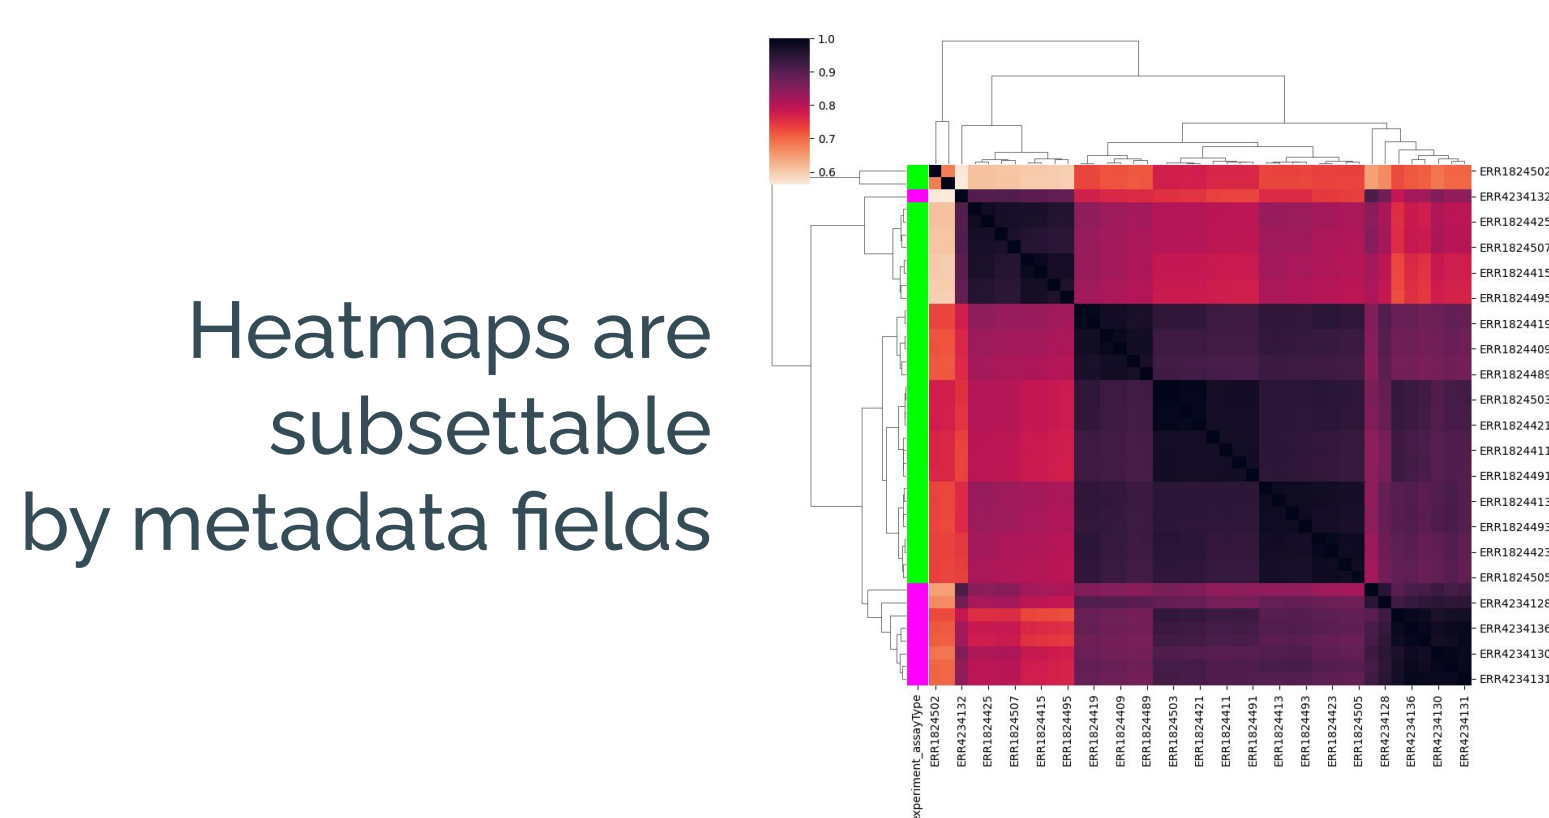 Heatmaps are
subsettable
by metadata fields
1.0
0.9
0.8
0.7
0.6
ERR1824502
ERR4234132
ERR1824425
ERR1824507
ERR1824415
ERR1824495
ERR1824419
ERR1824409
ERR1824489
ERR1824503
ERR1824421
ERR1824411
ERR1824491
ERR1824413
ERR1824493
ERR1824423
ERR1824505
ERR4234128
ERR4234136
ERR4234130
ERR4234131
experiment_assayType
ERR1824502
ERR4234132
ERR1824425
ERR1824507
ERR1824415
ERR1824495
ERR1824419
ERR1824409
ERR1824489
ERR1824503
ERR1824421
ERR1824411
ERR1824491
ERR1824413
ERR1824493
ERR1824423
ERR1824505
ERR4234128
ERR4234136
ERR4234130
ERR4234131